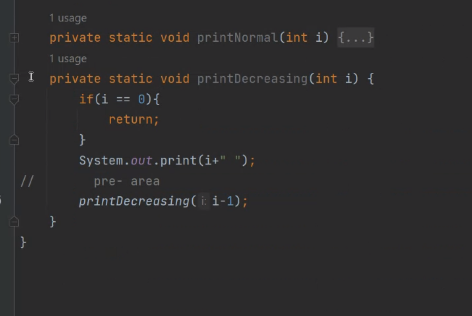 1 usage
private static void printNormal(int i) {...}
1 usage
private static void printDecreasing(int i) {
if(i == 0){
return;
}
System.out.print(i+" ");
// pre- area
printDecreasing( i: i-1);
}
}